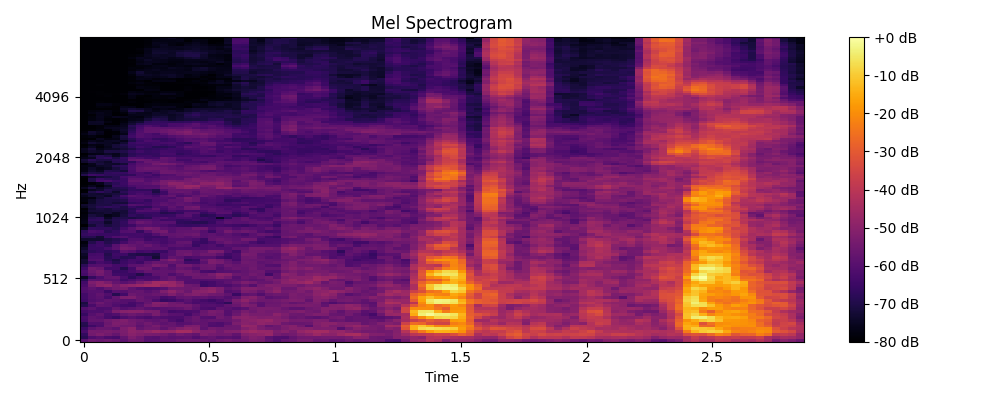 Mel Spectrogram
Hz
4096
2048
1024
512
0
0
0.5
1
1.5
2
2.5
Time
+0 dB
-10 dB
-20 dB
-30 dB
-40 dB
-50 dB
-60 dB
-70 dB
-80 dB